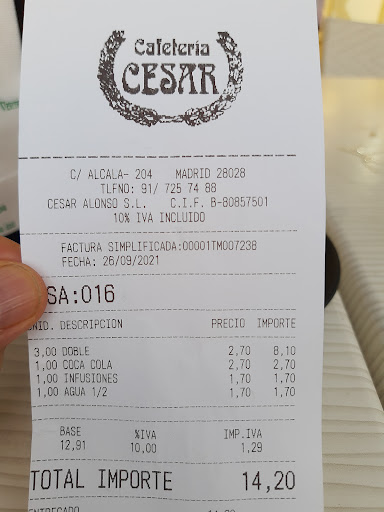 Cafetería
CESAR
C/ ALCALA- 204 MADRID 28028
TLFNO: 91/ 725 74 88
CESAR ALONSO S.L. C.I.F. B-80857501
10% IVA INCLUIDO
FACTURA SIMPLIFICADA:00001TM007238
FECHA: 26/09/2021
SA:016
UNID. DESCRIPCION PRECIO IMPORTE
3,00 DOBLE 2,70 8,10
1,00 COCA COLA 2,70 2,70
1,00 INFUSIONES 1,70 1,70
1,00 AGUA 1/2 1,70 1,70
BASE %IVA IMP.IVA
12,91 10,00 1,29
TOTAL IMPORTE 14,20
ENTREGADO